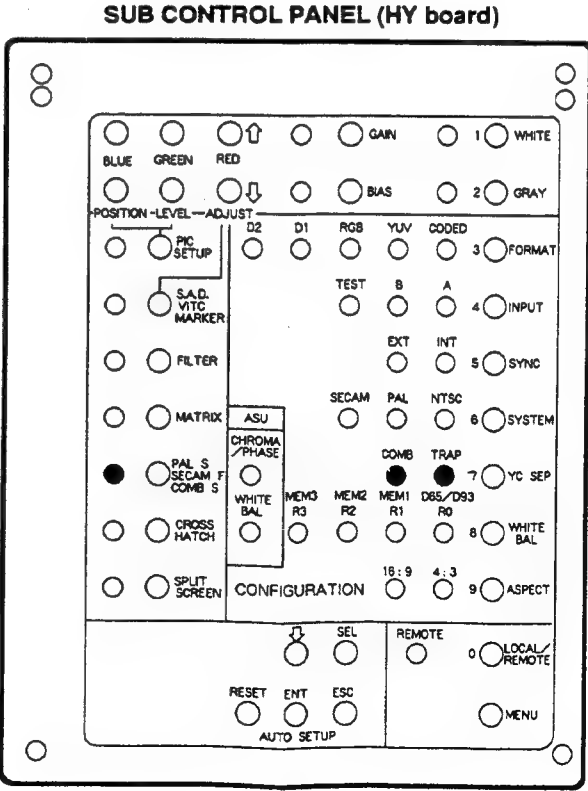 SUB CONTROL PANEL (HY board)
GAIN 1 WHITE
BLUE GREEN RED
BIAS 2 GRAY
POSITION LEVEL ADJUST
D2 D1 RGB YUV CODED
PIC SETUP 3 FORMAT
TEST B A
S.A.D. VITC MARKER 4 INPUT
EXT INT
FILTER 5 SYNC
SECAM PAL NTSC
MATRIX ASU 6 SYSTEM
CHROMA /PHASE COMB TRAP
PAL S SECAM F COMB S 7 YC SEP
WHITE BAL MEM3 MEM2 MEM1 D65/D93
R3 R2 R1 R0
CROSS HATCH 8 WHITE BAL
16:9 4:3
SPLIT SCREEN CONFIGURATION 9 ASPECT
SEL REMOTE
0 LOCAL/ REMOTE
RESET ENT ESC
MENU
AUTO SETUP